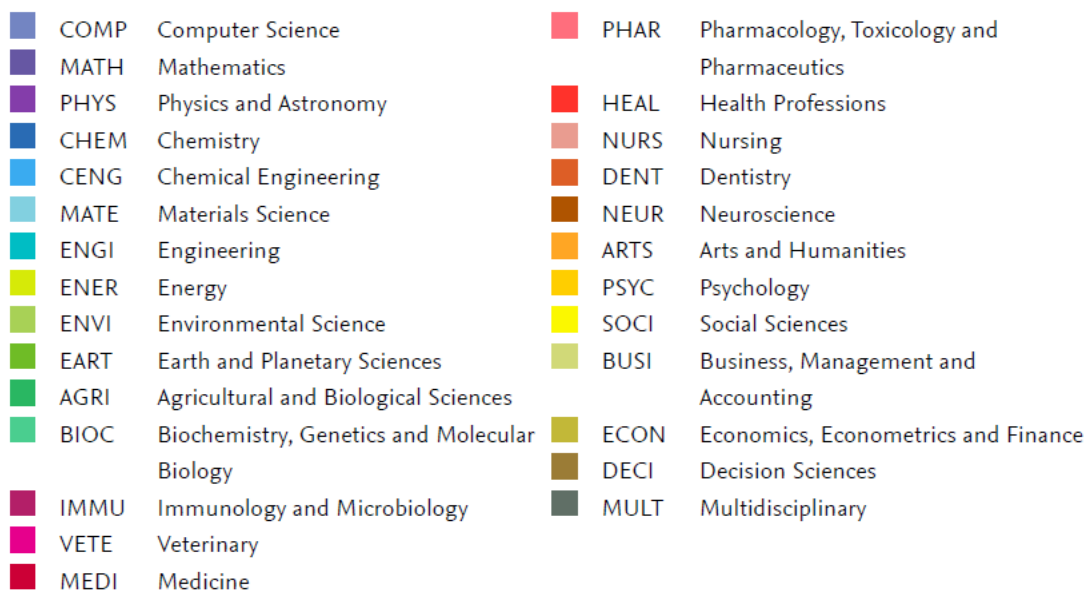 COMP Computer Science
MATH Mathematics
PHYS Physics and Astronomy
CHEM Chemistry
CENG Chemical Engineering
MATE Materials Science
ENGI Engineering
ENER Energy
ENVI Environmental Science
EART Earth and Planetary Sciences
AGRI Agricultural and Biological Sciences
BIOC Biochemistry, Genetics and Molecular
Biology
IMMU Immunology and Microbiology
VETE Veterinary
MEDI Medicine
PHAR Pharmacology, Toxicology and
Pharmaceutics
HEAL Health Professions
NURS Nursing
DENT Dentistry
NEUR Neuroscience
ARTS Arts and Humanities
PSYC Psychology
SOCI Social Sciences
BUSI Business, Management and
Accounting
ECON Economics, Econometrics and Finance
DECI Decision Sciences
MULT Multidisciplinary